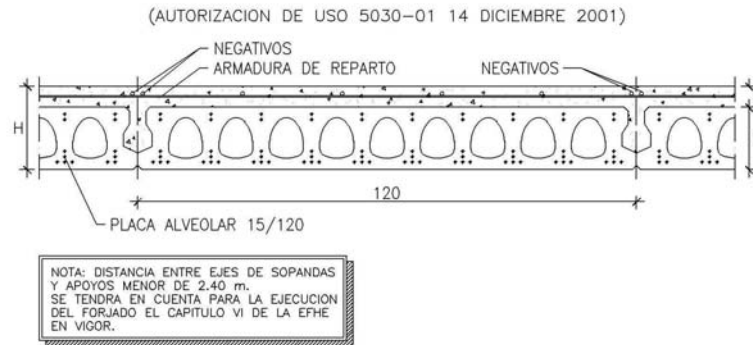 (AUTORIZACION DE USO 5030-01 14 DICIEMBRE 2001)
NEGATIVOS
ARMADURA DE REPARTO
NEGATIVOS
H
120
PLACA ALVEOLAR 15/120
NOTA: DISTANCIA ENTRE EJES DE SOPANDAS
Y APOYOS MENOR DE 2.40 m.
SE TENDRA EN CUENTA PARA LA EJECUCION
DEL FORJADO EL CAPITULO VI DE LA EFHE
EN VIGOR.